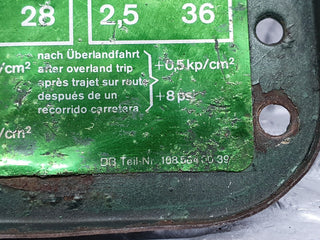 28 2,5 36
/cm² nach Überlandfahrt +0,5 kp/cm²
after overland trip
après trajet sur route
después de un +8 psi
recorrido carretara
/cm²
DB Teil-Nr.